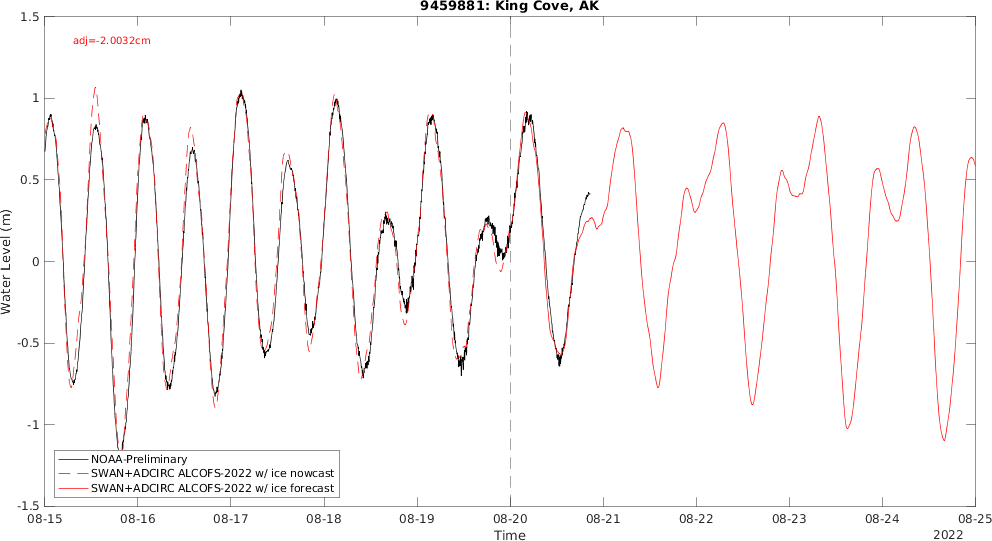 9459881: King Cove, AK
adj=-2.0032cm
Water Level (m)
1.5
1
0.5
0
-0.5
-1
-1.5
NOAA-Preliminary
SWAN+ADCIRC ALCOFS-2022 w/ ice nowcast
SWAN+ADCIRC ALCOFS-2022 w/ ice forecast
08-15 08-16 08-17 08-18 08-19 08-20 08-21 08-22 08-23 08-24 08-25
Time
2022